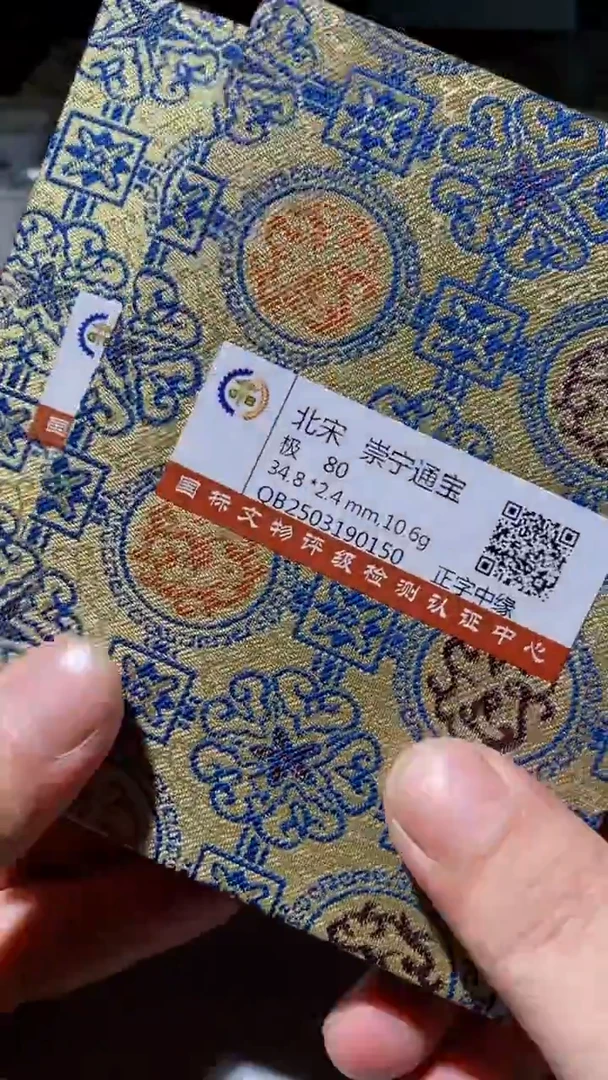 北宋 崇宁通宝
极 80
34.8*2.4mm,10.6g
QB2503190150 正字中缘
国标文物评级检测认证中心
国